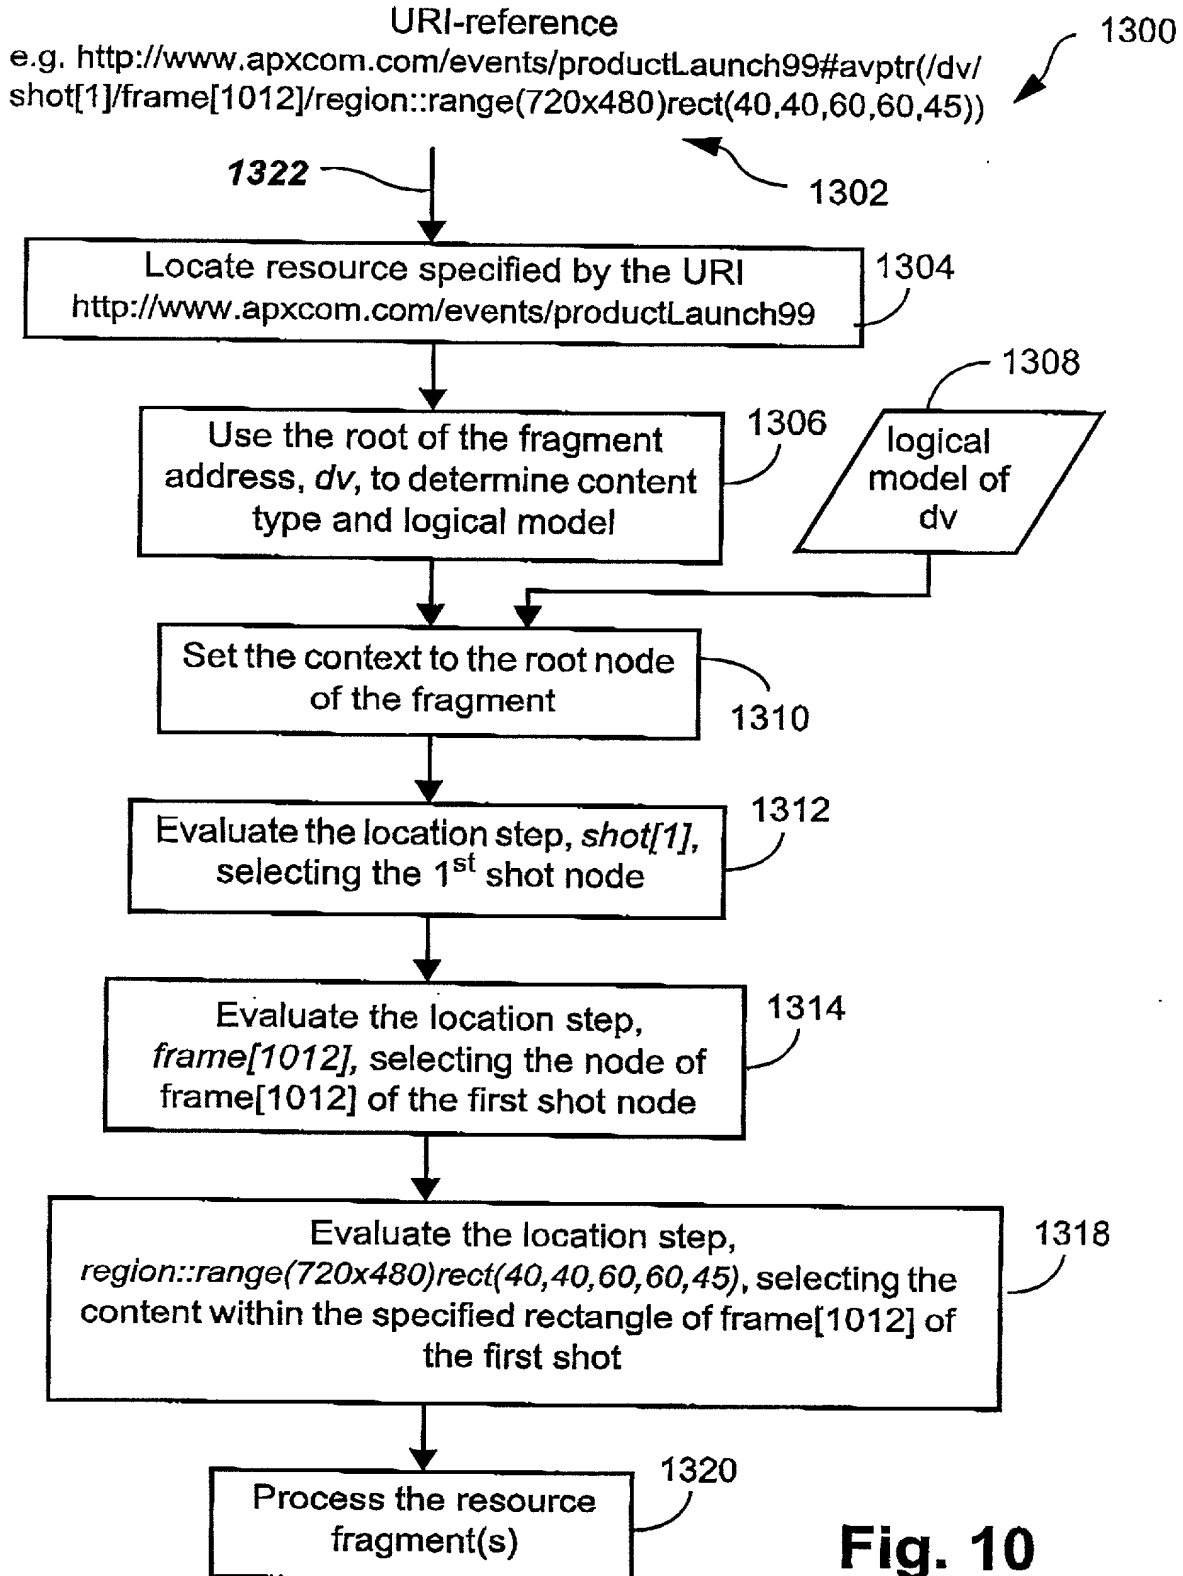 URI-reference
1300
e.g. http://www.apxcom.com/events/productLaunch99#avptr(/dv/
shot[1]/frame[1012]/region::range(720x480)rect(40,40,60,60,45))
1322
1302
Locate resource specified by the URI
http://www.apxcom.com/events/productLaunch99
1304
1308
Use the root of the fragment
address, dv, to determine content
type and logical model
1306
logical
model of
dv
Set the context to the root node
of the fragment
1310
Evaluate the location step, shot[1],
selecting the 1st shot node
1312
Evaluate the location step,
frame[1012], selecting the node of
frame[1012] of the first shot node
1314
Evaluate the location step,
region::range(720x480)rect(40,40,60,60,45), selecting the
content within the specified rectangle of frame[1012] of
the first shot
1318
Process the resource
fragment(s)
1320
Fig. 10